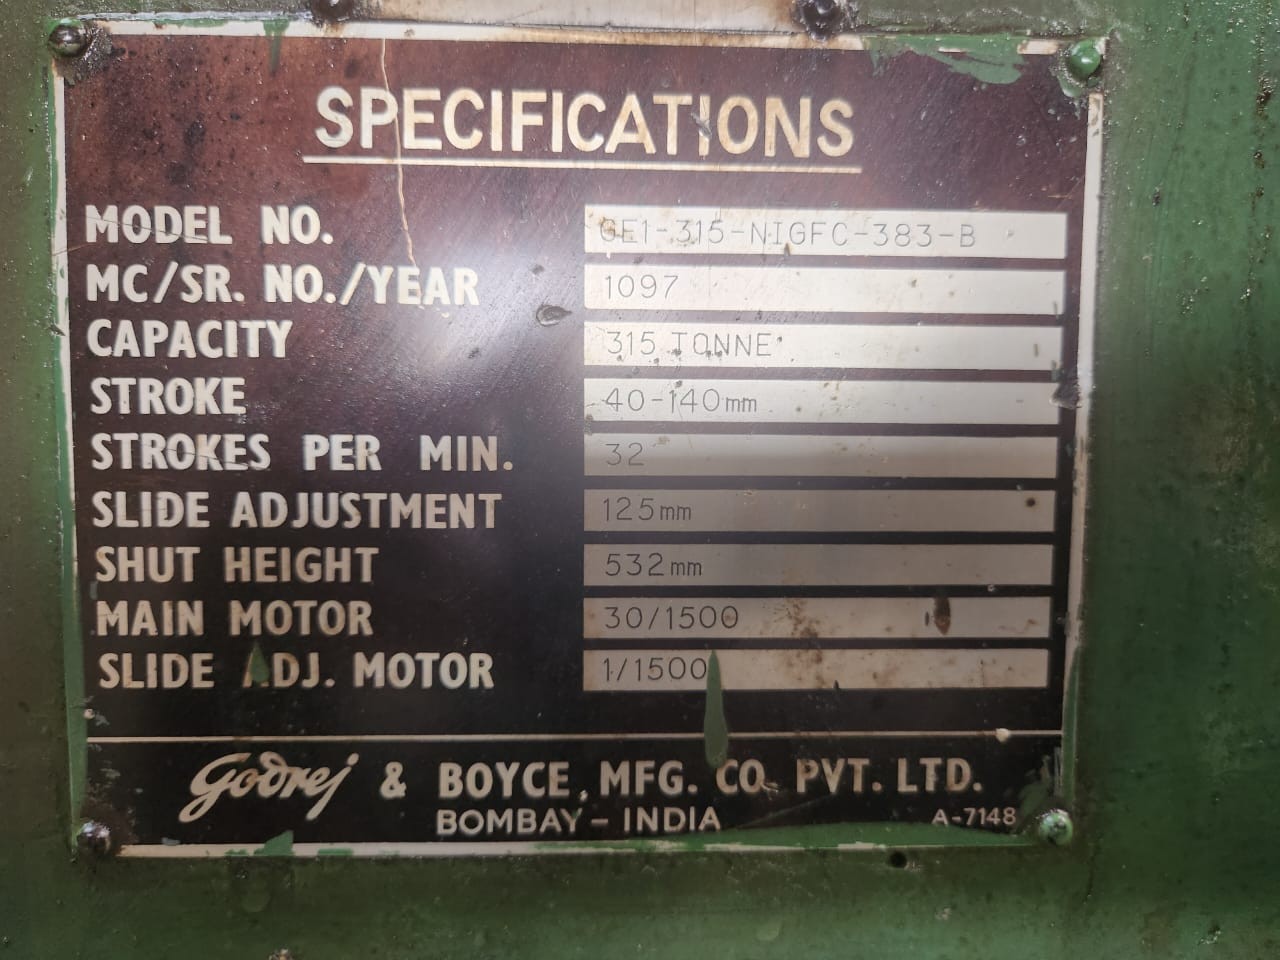 SPECIFICATIONS
MODEL NO. GE1-315-NIGFC-383-B
MC/SR. NO./YEAR 1097
CAPACITY 315 TONNE
STROKE 40-140mm
STROKES PER MIN. 32
SLIDE ADJUSTMENT 125mm
SHUT HEIGHT 532mm
MAIN MOTOR 30/1500
SLIDE ADJ. MOTOR 1/1500
Godrej & BOYCE MFG. CO. PVT. LTD.
BOMBAY - INDIA A-7148